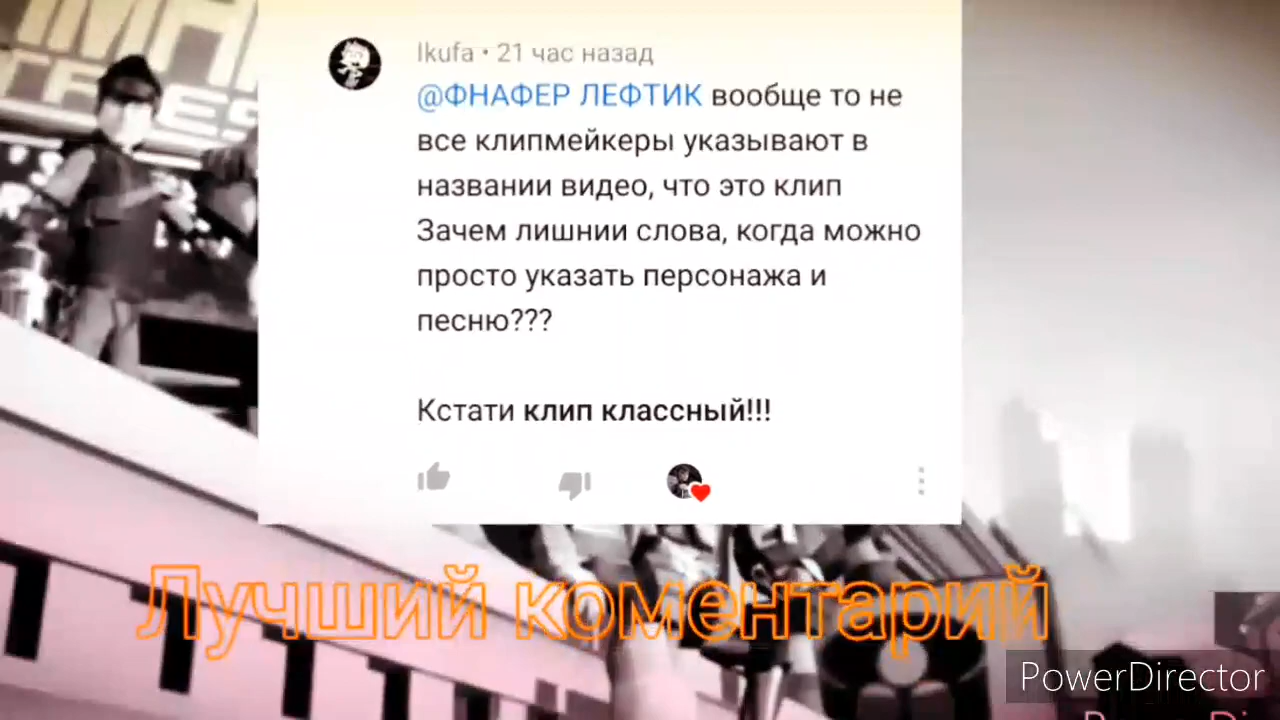 Ikufa • 21 час назад
@ФНАФЕР ЛЕФТИК вообще то не
все клипмейкеры указывают в
названии видео, что это клип
Зачем лишнии слова, когда можно
просто указать персонажа и
песню???
Кстати клип классный!!!
Лучший коментарий
PowerDirector